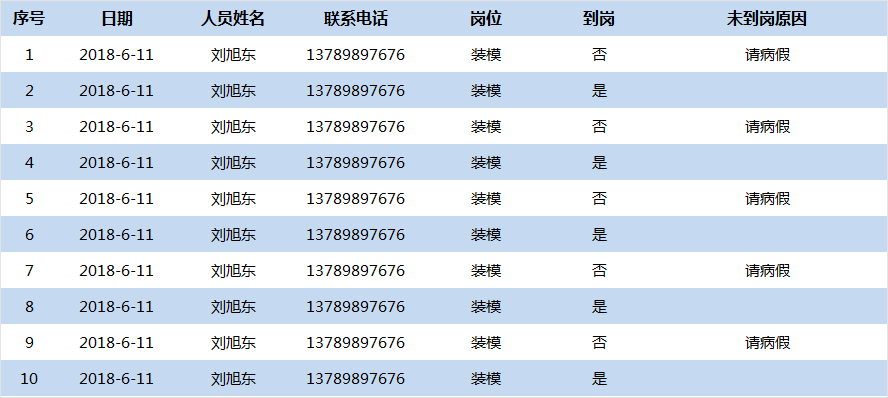 序号 日期 人员姓名 联系电话 岗位 到岗 未到岗原因
1 2018-6-11 刘旭东 13789897676 装模 否 请病假
2 2018-6-11 刘旭东 13789897676 装模 是
3 2018-6-11 刘旭东 13789897676 装模 否 请病假
4 2018-6-11 刘旭东 13789897676 装模 是
5 2018-6-11 刘旭东 13789897676 装模 否 请病假
6 2018-6-11 刘旭东 13789897676 装模 是
7 2018-6-11 刘旭东 13789897676 装模 否 请病假
8 2018-6-11 刘旭东 13789897676 装模 是
9 2018-6-11 刘旭东 13789897676 装模 否 请病假
10 2018-6-11 刘旭东 13789897676 装模 是